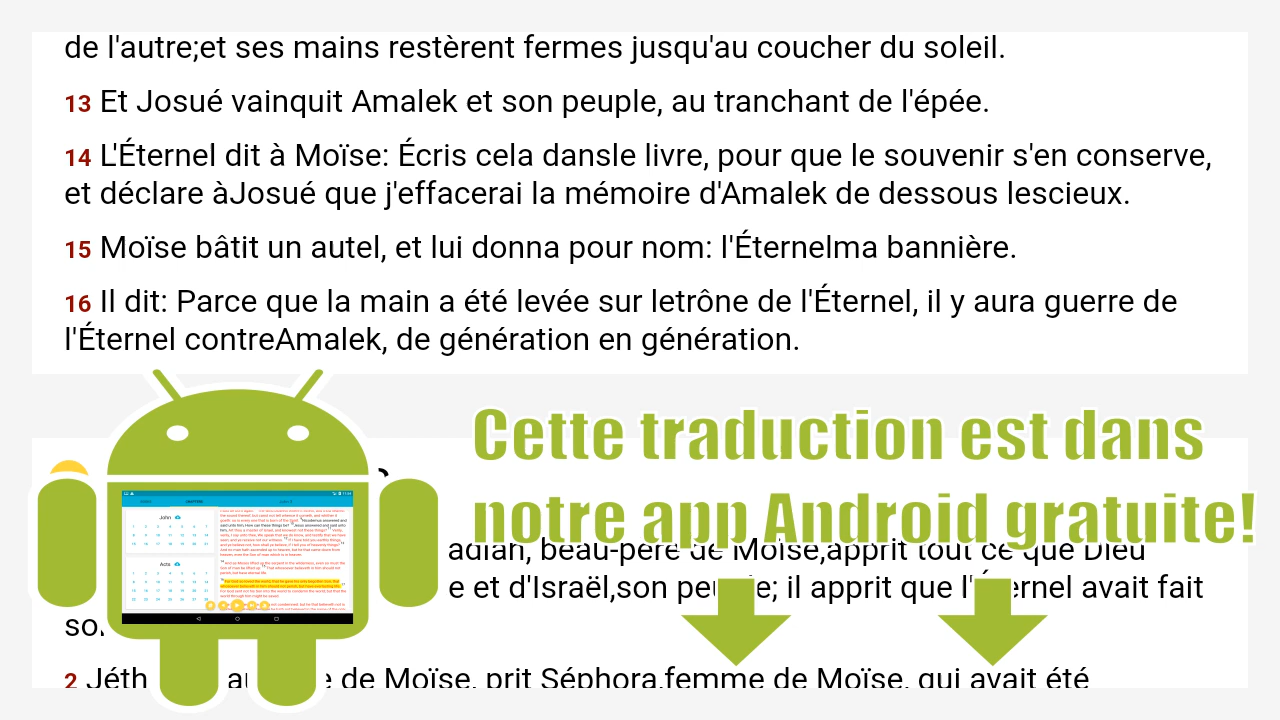 de l'autre;et ses mains restèrent fermes jusqu'au coucher du soleil.
13 Et Josué vainquit Amalek et son peuple, au tranchant de l'épée.
14 L'Éternel dit à Moïse: Écris cela dansle livre, pour que le souvenir s'en conserve,
et déclare àJosué que j'effacerai la mémoire d'Amalek de dessous lescieux.
15 Moïse bâtit un autel, et lui donna pour nom: l'Éternelma bannière.
16 Il dit: Parce que la main a été levée sur letrône de l'Éternel, il y aura guerre de
l'Éternel contreAmalek, de génération en génération.
Cette traduction est dans
notre app Android gratuite!
beau-père de Moïse,apprit tout ce que Dieu
e et d'Israël,son peuple; il apprit que l'Éternel avait fait
2 de Moïse, prit Séphora,femme de Moïse, qui avait été
John
Acts